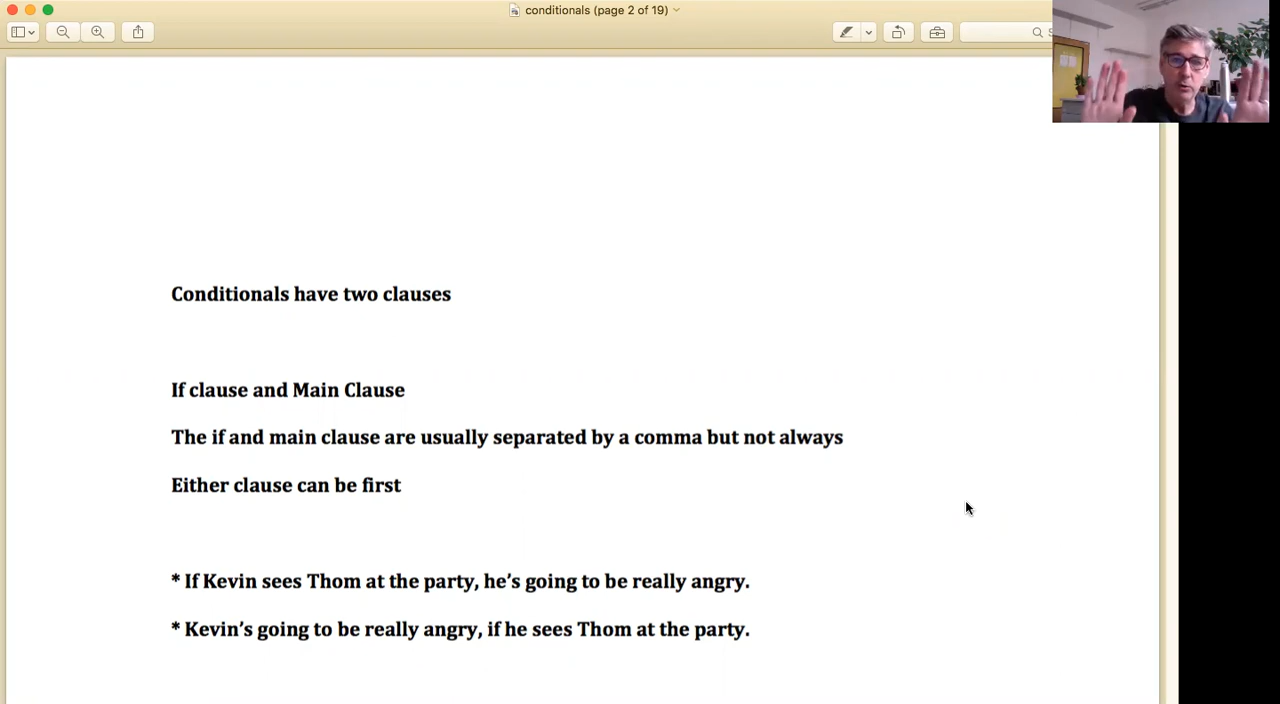 conditionals (page 2 of 19)
S
Conditionals have two clauses
If clause and Main Clause
The if and main clause are usually separated by a comma but not always
Either clause can be first
* If Kevin sees Thom at the party, he’s going to be really angry.
* Kevin’s going to be really angry, if he sees Thom at the party.